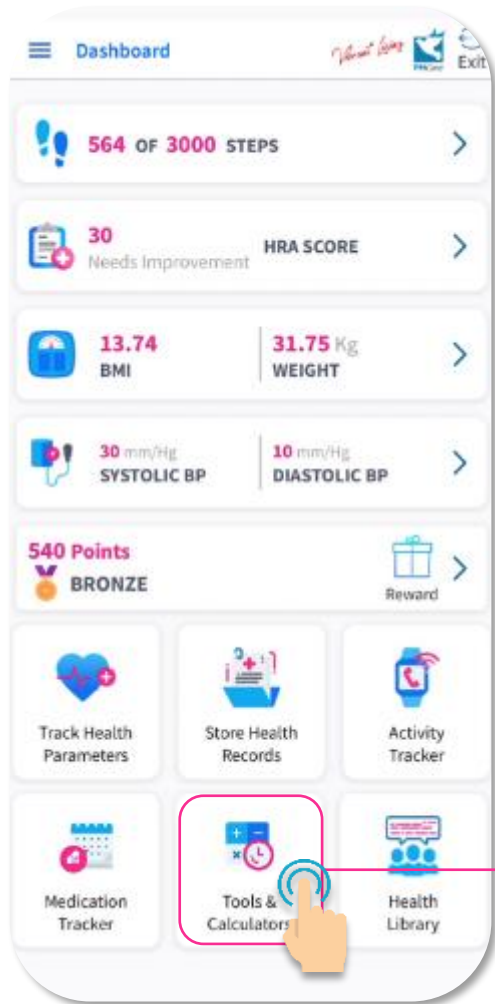 Dashboard
Exit
564 OF 3000 STEPS
30
Needs Improvement
HRA SCORE
13.74
BMI
31.75 Kg
WEIGHT
30 mm/Hg
SYSTOLIC BP
10 mm/Hg
DIASTOLIC BP
540 Points
BRONZE
Reward
Track Health
Parameters
Store Health
Records
Activity
Tracker
Medication
Tracker
Tools &
Calculators
Health
Library